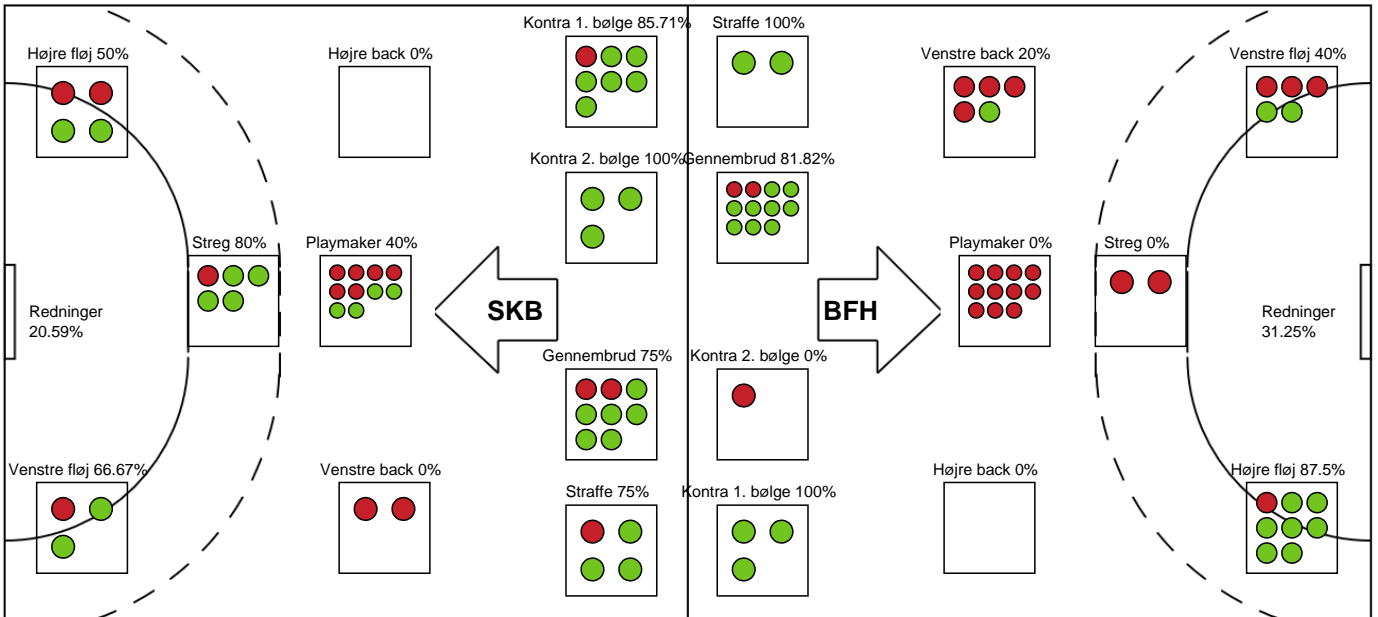 Kontra 1. bølge 85.71%
Straffe 100%
Højre fløj 50%
Højre back 0%
Venstre back 20%
Venstre fløj 40%
Kontra 2. bølge 100%
Gennembrud 81.82%
Streg 80%
Playmaker 40%
Playmaker 0%
Streg 0%
Redninger
20.59%
SKB
BFH
Redninger
31.25%
Gennembrud 75%
Kontra 2. bølge 0%
Venstre fløj 66.67%
Venstre back 0%
Højre back 0%
Højre fløj 87.5%
Straffe 75%
Kontra 1. bølge 100%